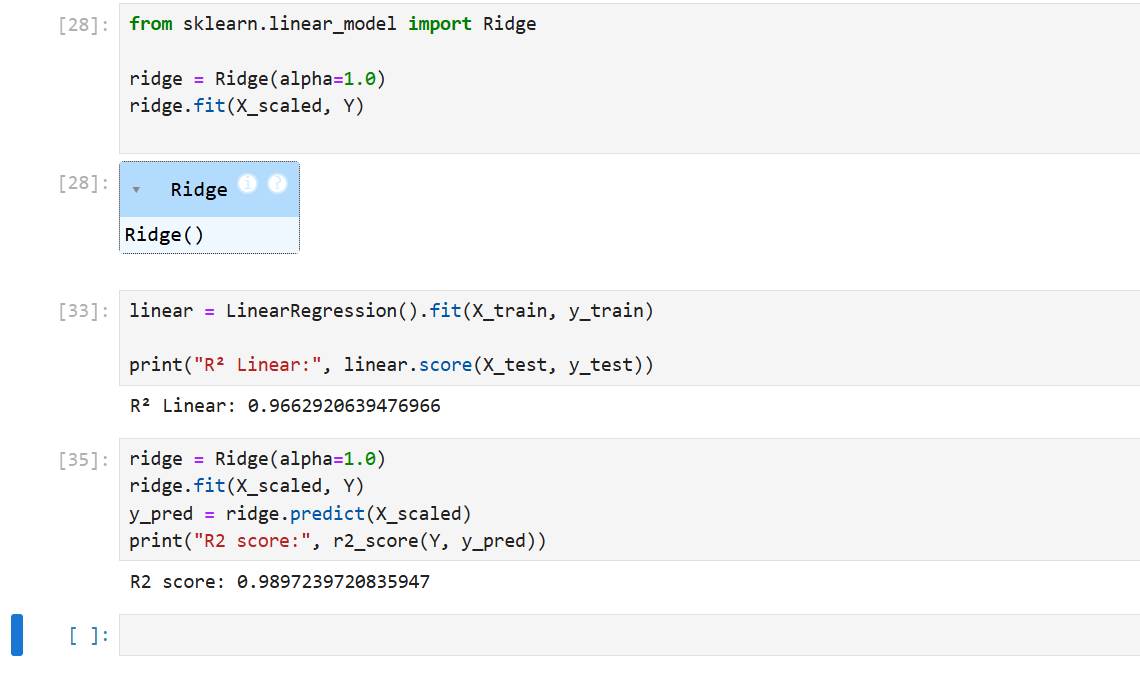 [28]: from sklearn.linear_model import Ridge
ridge = Ridge(alpha=1.0)
ridge.fit(X_scaled, Y)
[28]: ▾ Ridge i ?
Ridge()
[33]: linear = LinearRegression().fit(X_train, y_train)
print("R² Linear:", linear.score(X_test, y_test))
R² Linear: 0.9662920639476966
[35]: ridge = Ridge(alpha=1.0)
ridge.fit(X_scaled, Y)
y_pred = ridge.predict(X_scaled)
print("R2 score:", r2_score(Y, y_pred))
R2 score: 0.9897239720835947
[ ]: